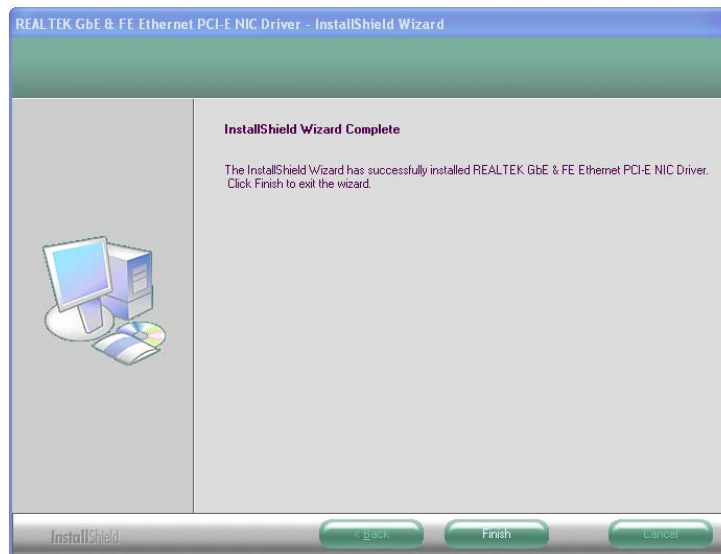 REALTEK GbE & FE Ethernet PCI-E NIC Driver - InstallShield Wizard
InstallShield Wizard Complete
The InstallShield Wizard has successfully installed REALTEK GbE & FE Ethernet PCI-E NIC Driver.
Click Finish to exit the wizard.
InstallShield
< Back
Finish
Cancel